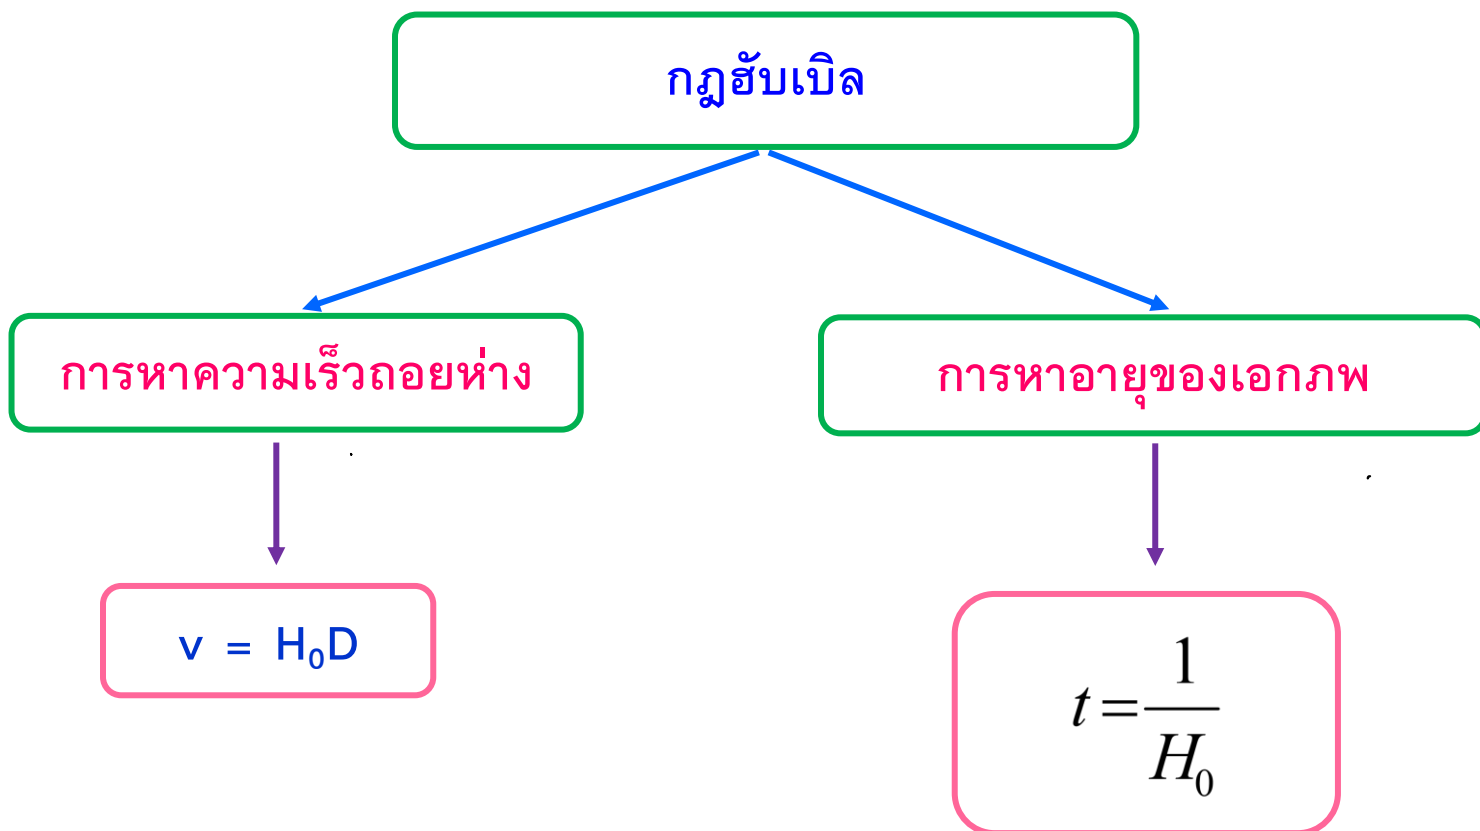 กฎฮับเบิล
การหาความเร็วถอยห่าง
การหาอายุของเอกภพ
v = H₀D
t = 1/H₀